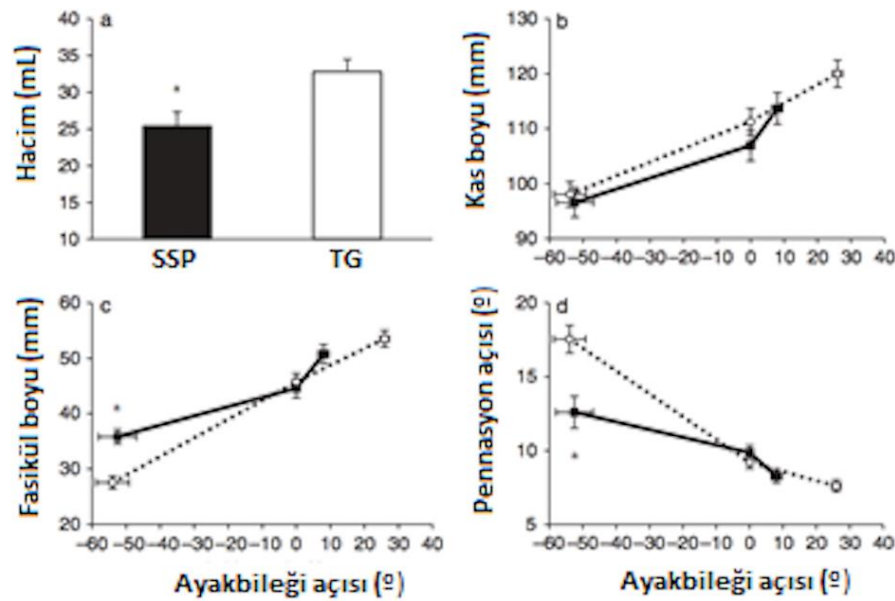 a
Hacim (mL)
40
35
30
25
20
15
10
*
SSP TG
b
Kas boyu (mm)
120
110
100
90
−60 −50 −40 −30 −20 −10 0 10 20 30 40
c
Fasikül boyu (mm)
60
50
40
30
20
*
−60 −50 −40 −30 −20 −10 0 10 20 30 40
Ayakbileği açısı (º)
d
Pennasyon açısı (º)
20
15
10
5
*
−60 −50 −40 −30 −20 −10 0 10 20 30 40
Ayakbileği açısı (º)